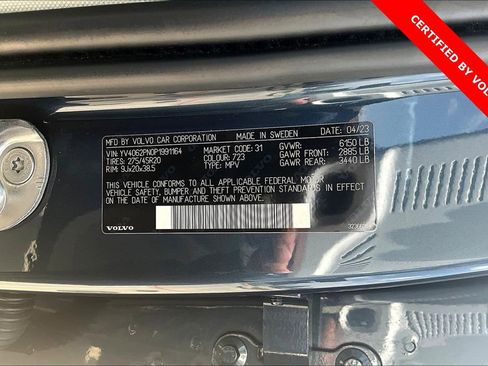 CERTIFIED BY VOLVO
MFD BY VOLVO CAR CORPORATION MADE IN SWEDEN DATE: 04/23
VIN: YV4062PN0P1991164 MARKET CODE: 31 GVWR: 6150 LB
TIRES: 275/45R20 COLOUR: 723 GAWR FRONT: 2885 LB
RIM: 9Jx20x38.5 TYPE: MPV GAWR REAR: 3440 LB
THIS VEHICLE CONFORMS TO ALL APPLICABLE FEDERAL MOTOR
VEHICLE SAFETY, BUMPER, AND THEFT PREVENTION STANDARDS IN EFFECT
ON THE DATE OF MANUFACTURE SHOWN ABOVE.
VOLVO